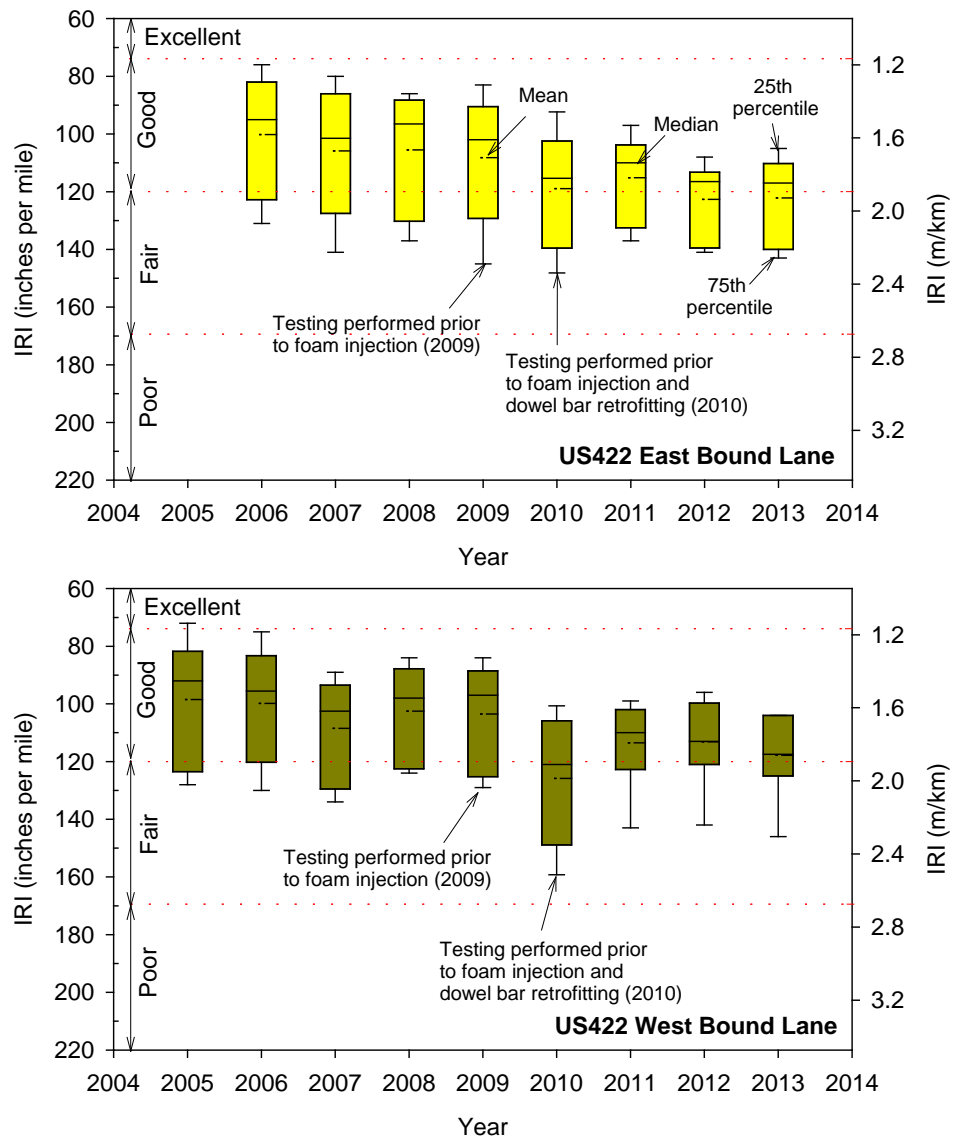 60
80
100
120
140
160
180
200
220
IRI (inches per mile)
Excellent
Good
Fair
Poor
Mean
Median
25th
percentile
75th
percentile
Testing performed prior
to foam injection (2009)
Testing performed prior
to foam injection and
dowel bar retrofitting (2010)
US422 East Bound Lane
1.2
1.6
2.0
2.4
2.8
3.2
IRI (m/km)
2004 2005 2006 2007 2008 2009 2010 2011 2012 2013 2014
Year
60
80
100
120
140
160
180
200
220
IRI (inches per mile)
Excellent
Good
Fair
Poor
Testing performed prior
to foam injection (2009)
Testing performed prior
to foam injection and
dowel bar retrofitting (2010)
US422 West Bound Lane
1.2
1.6
2.0
2.4
2.8
3.2
IRI (m/km)
2004 2005 2006 2007 2008 2009 2010 2011 2012 2013 2014
Year